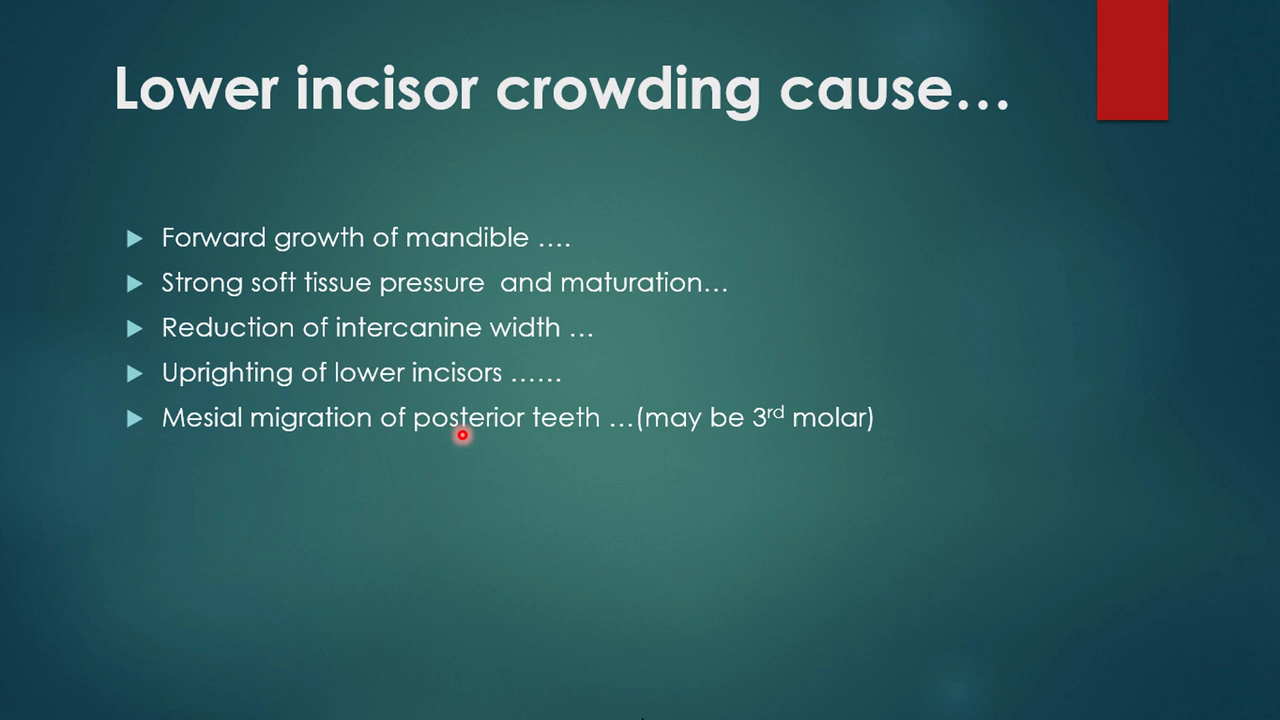 Lower incisor crowding cause...
Forward growth of mandible ....
Strong soft tissue pressure  and maturation...
Reduction of intercanine width ...
Uprighting of lower incisors ......
Mesial migration of posterior teeth ...(may be 3rd molar)